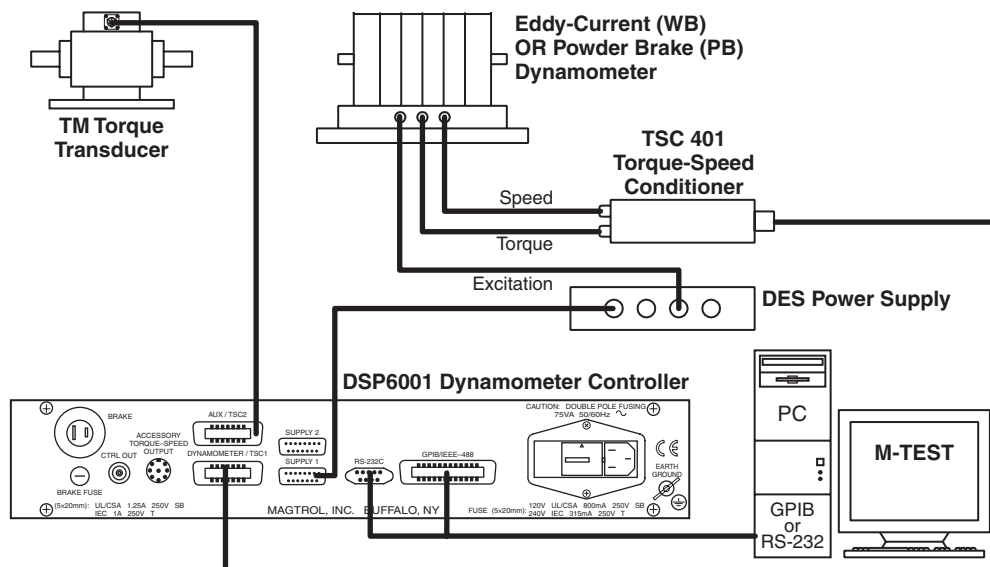 Eddy-Current (WB)
OR Powder Brake (PB)
Dynamometer
TM Torque
Transducer
TSC 401
Torque-Speed
Conditioner
Speed
Torque
Excitation
DES Power Supply
DSP6001 Dynamometer Controller
BRAKE
BRAKE FUSE
CTRL OUT
ACCESSORY
TORQUE–SPEED
OUTPUT
AUX / TSC2
DYNAMOMETER / TSC1
SUPPLY 2
SUPPLY 1
RS-232C
GPIB/IEEE–488
CAUTION: DOUBLE POLE FUSING
75VA 50/60Hz
CE
EARTH
GROUND
(5x20mm): UL/CSA 1.25A 250V SB
IEC 1A 250V T
MAGTROL, INC. BUFFALO, NY
FUSE (5x20mm): 120V UL/CSA 800mA 250V SB
240V IEC 315mA 250V T
PC
GPIB
or
RS-232
M-TEST